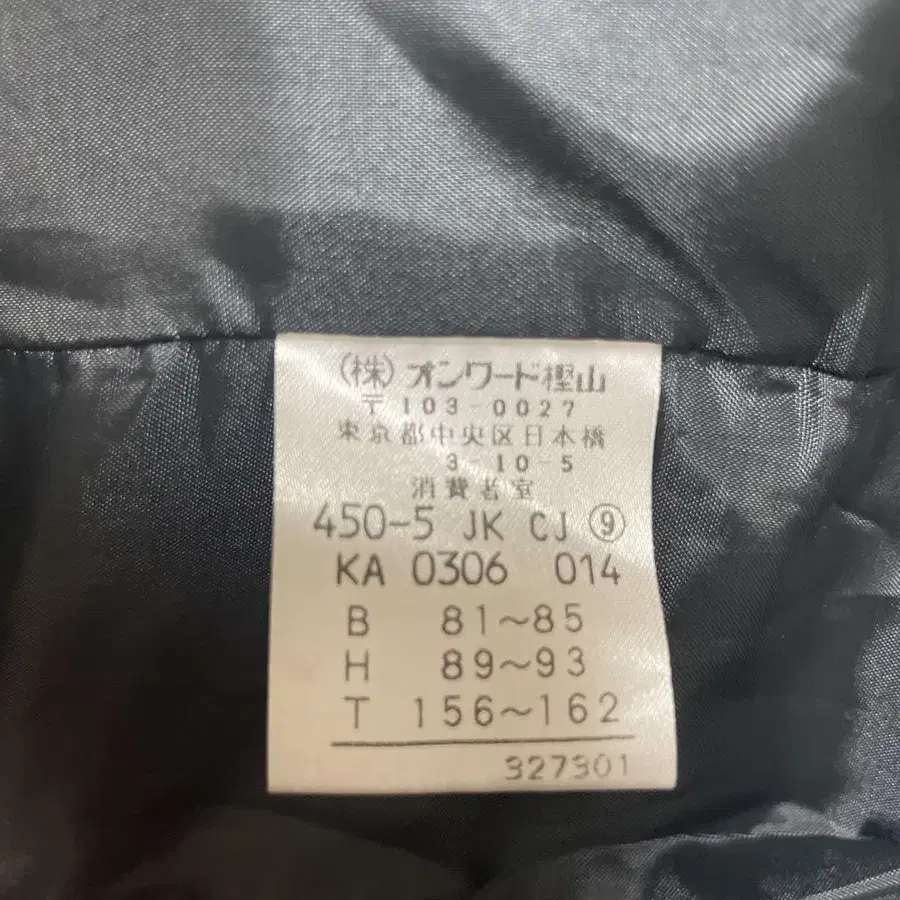 (株)オンワード樫山
〒103-0027
東京都中央区日本橋
3-10-5
消費者室
450-5 JK CJ ⑨
KA 0306 014
B 81~85
H 89~93
T 156~162
327301